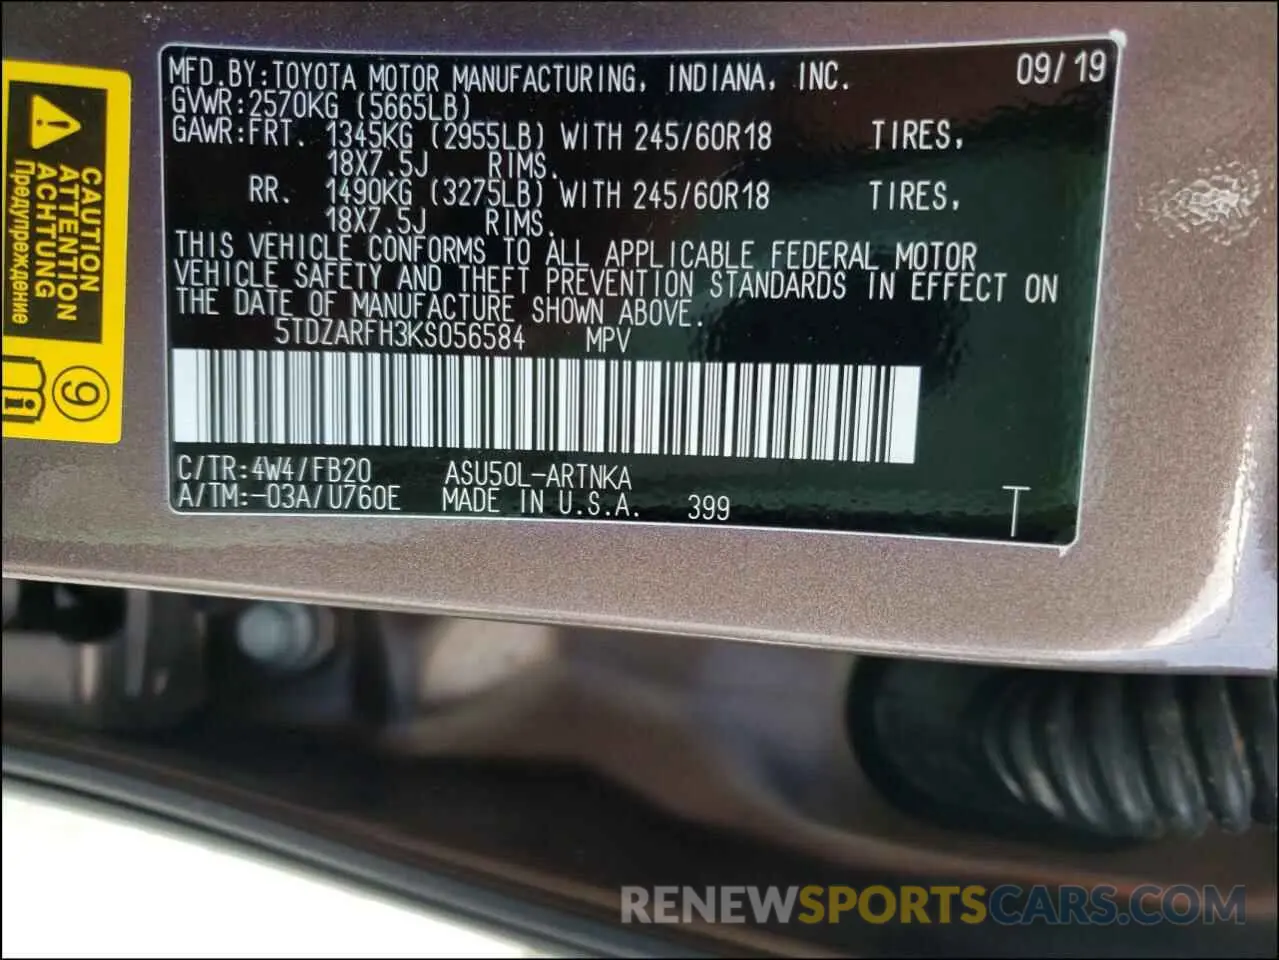 MFD.BY:TOYOTA MOTOR MANUFACTURING, INDIANA, INC. 09/19
GVWR:2570KG (5665LB)
GAWR:FRT. 1345KG (2955LB) WITH 245/60R18 TIRES,
18X7.5J RIMS.
RR. 1490KG (3275LB) WITH 245/60R18 TIRES,
18X7.5J RIMS.
THIS VEHICLE CONFORMS TO ALL APPLICABLE FEDERAL MOTOR
VEHICLE SAFETY AND THEFT PREVENTION STANDARDS IN EFFECT ON
THE DATE OF MANUFACTURE SHOWN ABOVE.
5TDZARFH3KS056584 MPV
C/TR:4W4/FB20 ASU50L-ARTNKA
A/TM:-03A/U760E MADE IN U.S.A. 399 T
CAUTION
ATTENTION
ACHTUNG
Предупреждение
9
RENEWSPORTSCARS.COM